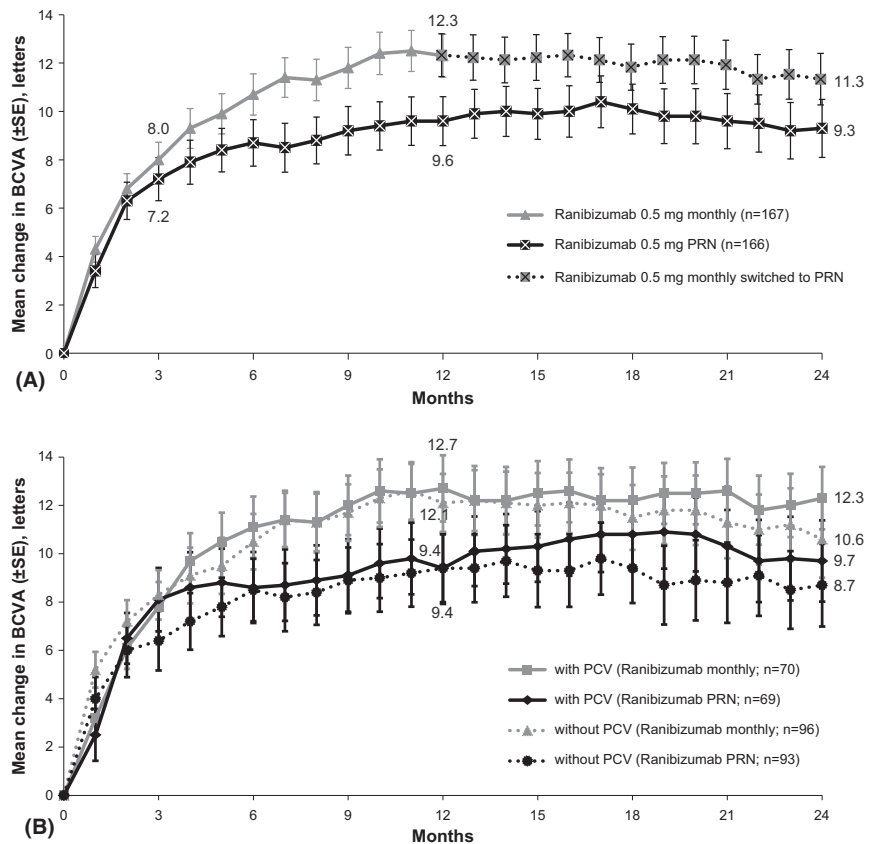 14
12
10
8
6
4
2
0
Mean change in BCVA (±SE), letters
12.3
8.0
7.2
9.6
11.3
9.3
Ranibizumab 0.5 mg monthly (n=167)
Ranibizumab 0.5 mg PRN (n=166)
Ranibizumab 0.5 mg monthly switched to PRN
0 3 6 9 12 15 18 21 24
(A)
Months
14
12
10
8
6
4
2
0
Mean change in BCVA (±SE), letters
12.7
12.1
9.4
9.4
12.3
10.6
9.7
8.7
with PCV (Ranibizumab monthly; n=70)
with PCV (Ranibizumab PRN; n=69)
without PCV (Ranibizumab monthly; n=96)
without PCV (Ranibizumab PRN; n=93)
0 3 6 9 12 15 18 21 24
(B)
Months